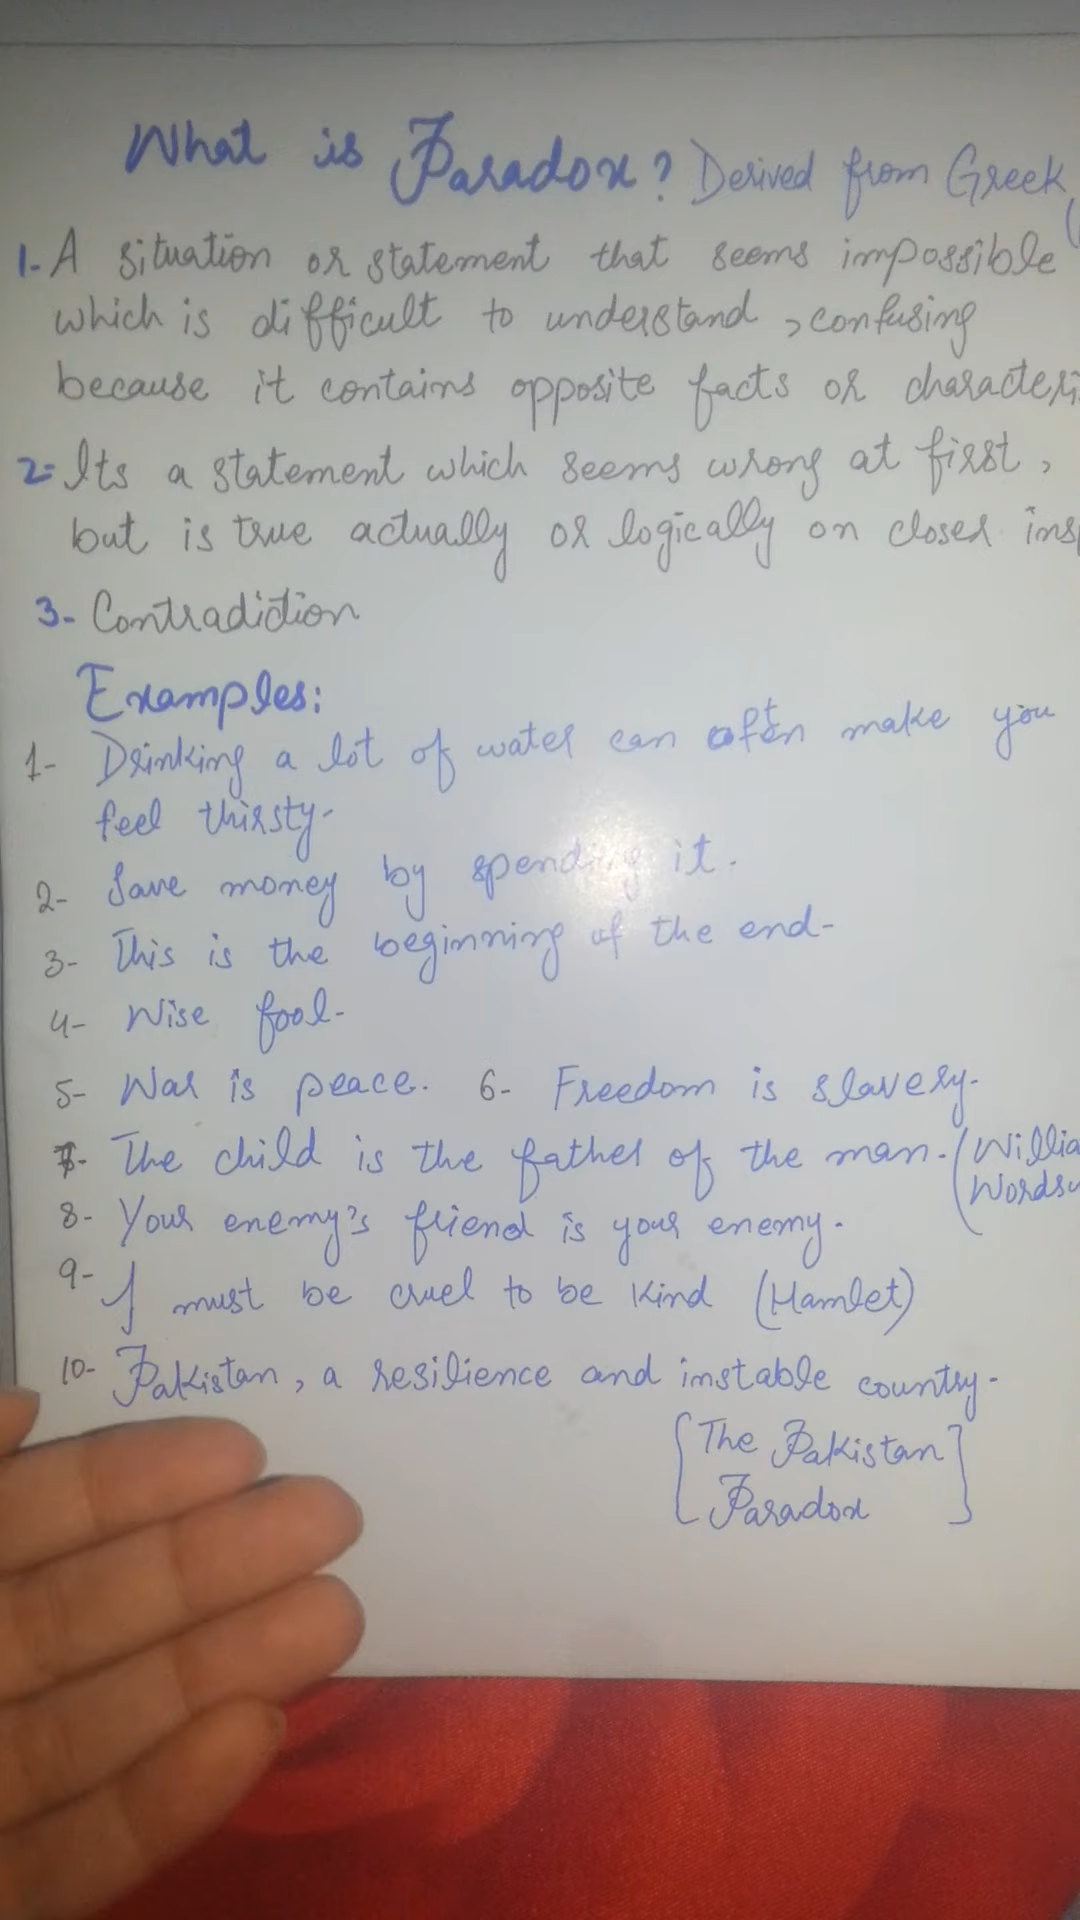 What is Paradox? Derived from Greek
1- A situation or statement that seems impossible
which is difficult to understand, confusing
because it contains opposite facts or characteri
2- Its a statement which seems wrong at first,
but is true actually or logically on closer ins
3- Contradiction
Examples:
1- Drinking a lot of water can often make you
feel thirsty-
2- Save money by spending it.
3- This is the beginning of the end-
4- Wise fool-
5- War is peace. 6- Freedom is slavery-
7- The child is the father of the man. (Willia
Wordsw
8- Your enemy's friend is your enemy.
9- I must be cruel to be kind (Hamlet)
10- Pakistan, a resilience and instable country-
[The Pakistan
Paradox]